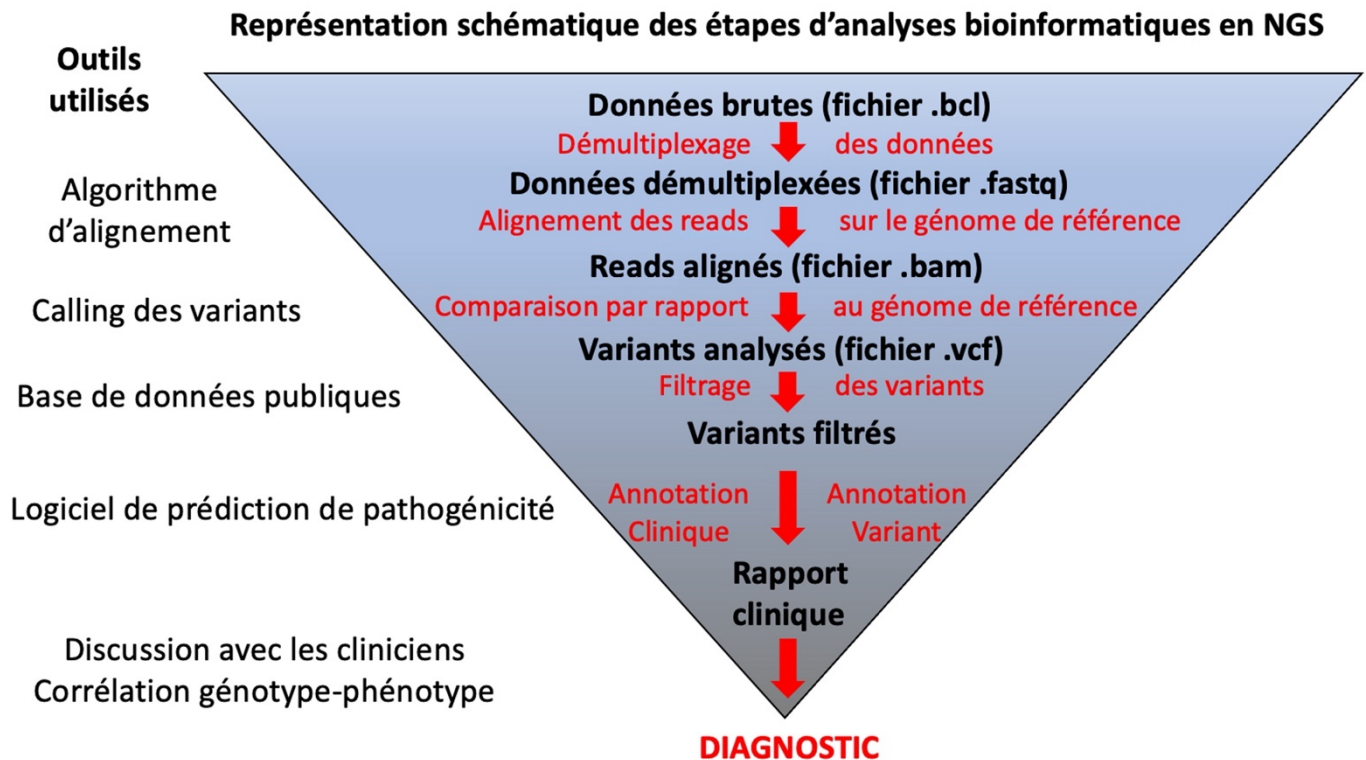 Représentation schématique des étapes d’analyses bioinformatiques en NGS
Outils
utilisés
Données brutes (fichier .bcl)
Démultiplexage des données
Données démultiplexées (fichier .fastq)
Algorithme
d’alignement
Alignement des reads sur le génome de référence
Reads alignés (fichier .bam)
Calling des variants
Comparaison par rapport au génome de référence
Variants analysés (fichier .vcf)
Base de données publiques
Filtrage des variants
Variants filtrés
Logiciel de prédiction de pathogénicité
Annotation Annotation
Clinique Variant
Rapport
clinique
Discussion avec les cliniciens
Corrélation génotype-phénotype
DIAGNOSTIC